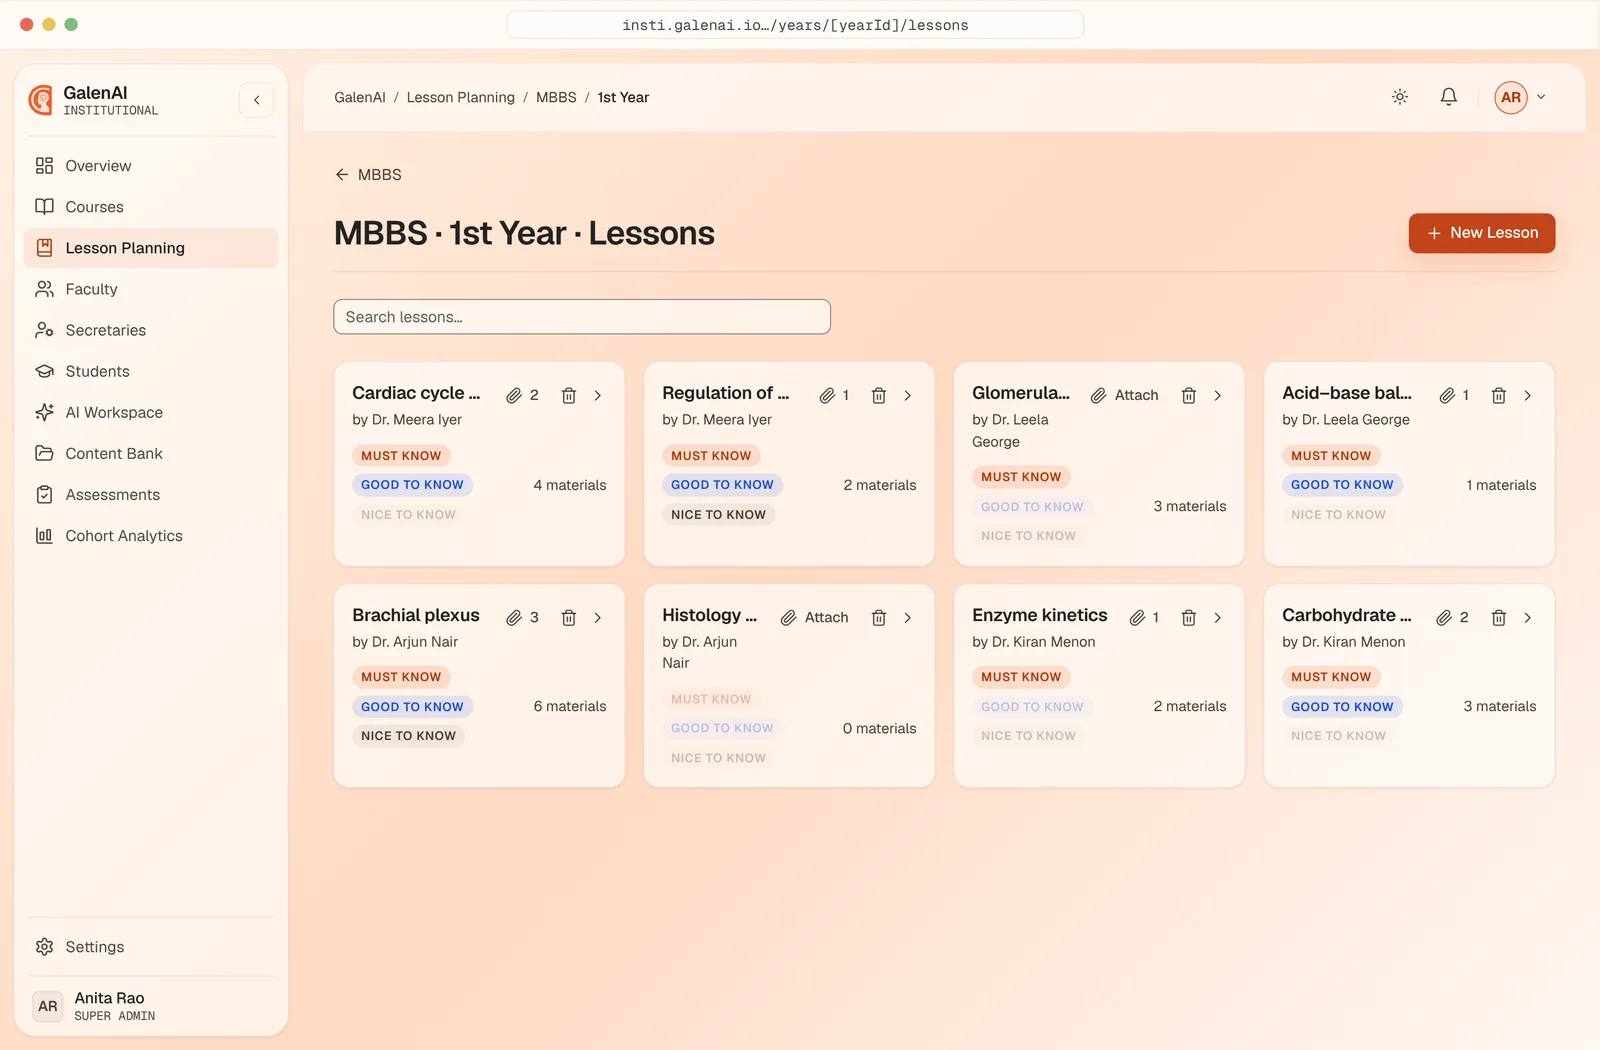 insti.galenai.io…/years/[yearId]/lessons
GalenAI
INSTITUTIONAL
Overview
Courses
Lesson Planning
Faculty
Secretaries
Students
AI Workspace
Content Bank
Assessments
Cohort Analytics
Settings
AR
Anita Rao
SUPER ADMIN
GalenAI / Lesson Planning / MBBS / 1st Year
AR
← MBBS
MBBS · 1st Year · Lessons
+ New Lesson
Search lessons...
Cardiac cycle ... 2
by Dr. Meera Iyer
MUST KNOW
GOOD TO KNOW
NICE TO KNOW
4 materials
Regulation of ... 1
by Dr. Meera Iyer
MUST KNOW
GOOD TO KNOW
NICE TO KNOW
2 materials
Glomerula... Attach
by Dr. Leela
George
MUST KNOW
GOOD TO KNOW
NICE TO KNOW
3 materials
Acid–base bal... 1
by Dr. Leela George
MUST KNOW
GOOD TO KNOW
NICE TO KNOW
1 materials
Brachial plexus 3
by Dr. Arjun Nair
MUST KNOW
GOOD TO KNOW
NICE TO KNOW
6 materials
Histology ... Attach
by Dr. Arjun
Nair
MUST KNOW
GOOD TO KNOW
NICE TO KNOW
0 materials
Enzyme kinetics 1
by Dr. Kiran Menon
MUST KNOW
GOOD TO KNOW
NICE TO KNOW
2 materials
Carbohydrate ... 2
by Dr. Kiran Menon
MUST KNOW
GOOD TO KNOW
NICE TO KNOW
3 materials